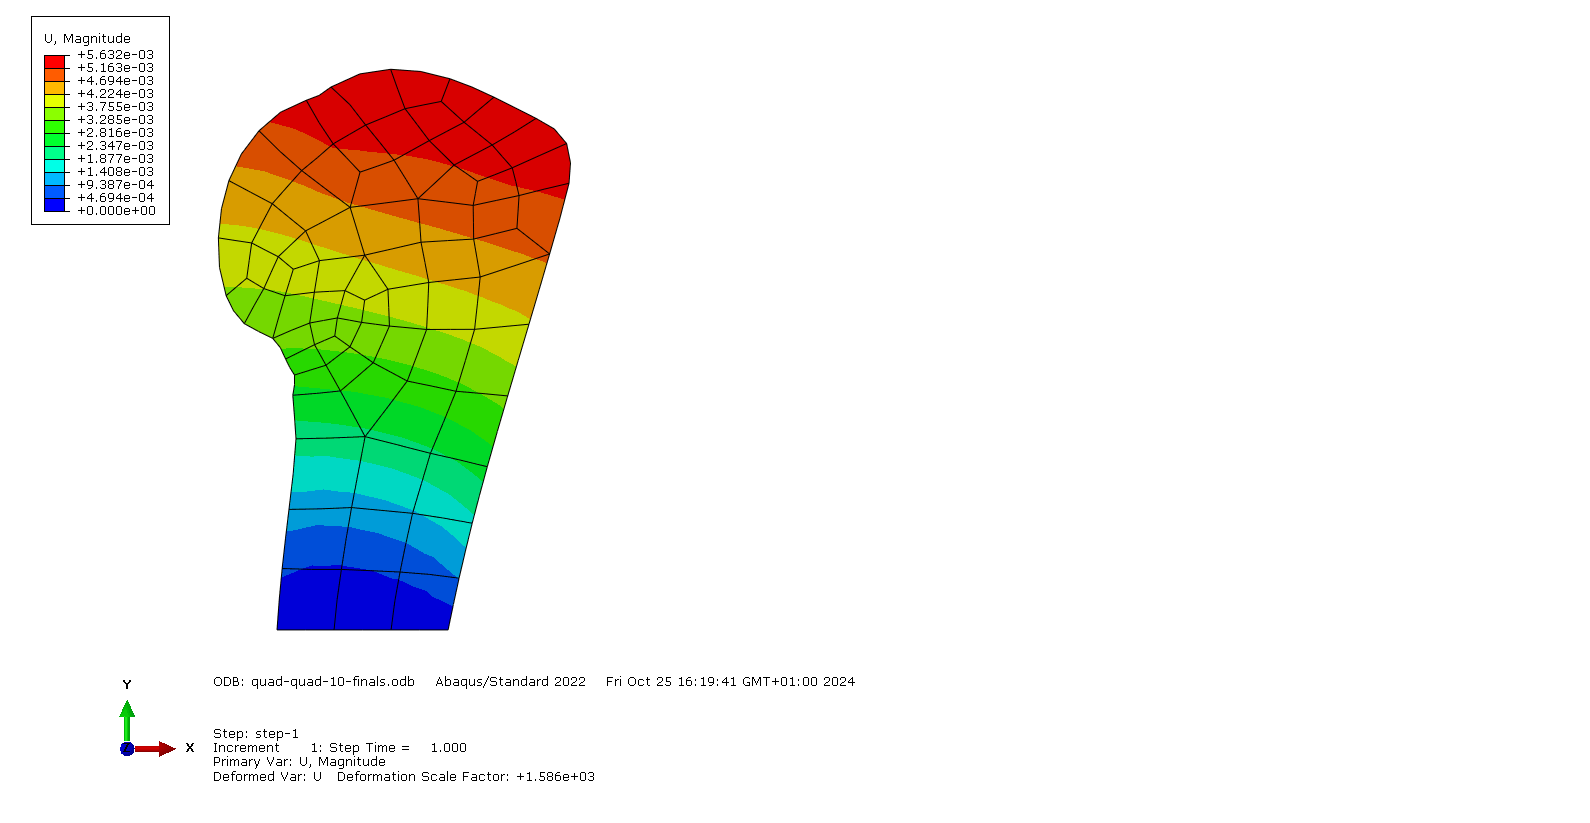 U, Magnitude
+5.632e-03
+5.163e-03
+4.694e-03
+4.224e-03
+3.755e-03
+3.285e-03
+2.816e-03
+2.347e-03
+1.877e-03
+1.408e-03
+9.387e-04
+4.694e-04
+0.000e+00
Y
X
ODB: quad-quad-10-finals.odb Abaqus/Standard 2022 Fri Oct 25 16:19:41 GMT+01:00 2024
Step: step-1
Increment 1: Step Time = 1.000
Primary Var: U, Magnitude
Deformed Var: U Deformation Scale Factor: +1.586e+03